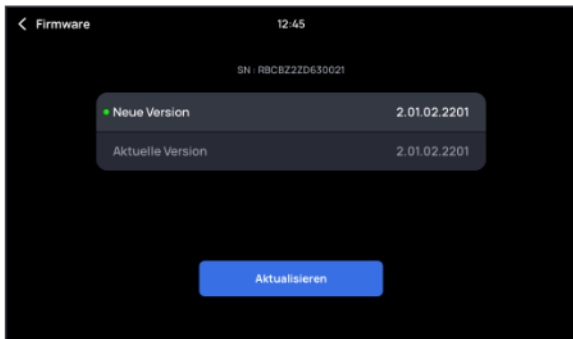 Firmware
12:45
SN : RBCBZ2ZD630021
Neue Version 2.01.02.2201
Aktuelle Version 2.01.02.2201
Aktualisieren